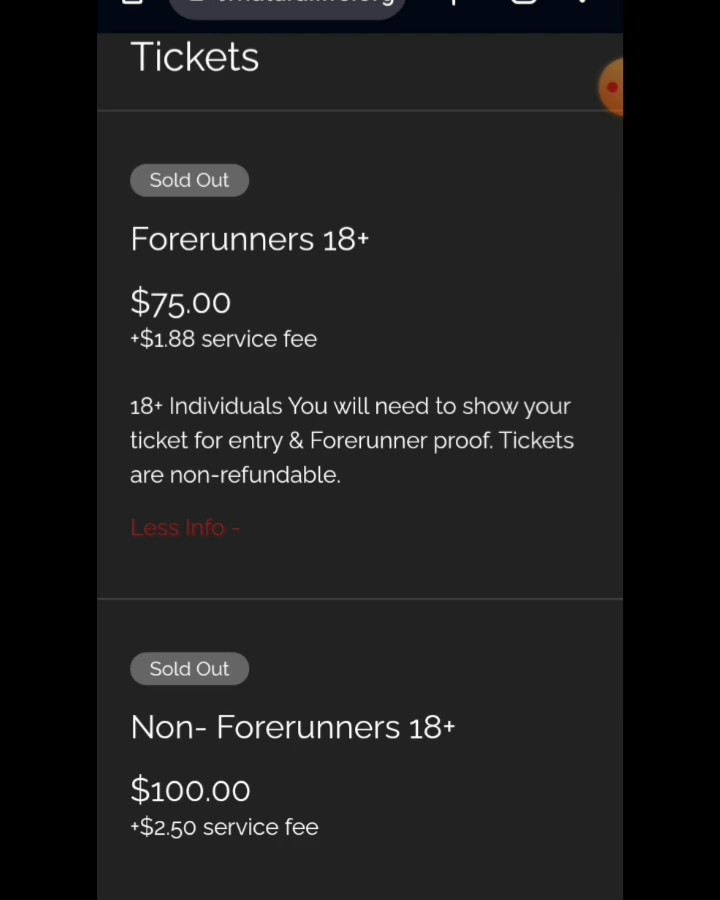 Tickets
Sold Out
Forerunners 18+
$75.00
+$1.88 service fee
18+ Individuals You will need to show your
ticket for entry & Forerunner proof. Tickets
are non-refundable.
Less Info -
Sold Out
Non- Forerunners 18+
$100.00
+$2.50 service fee